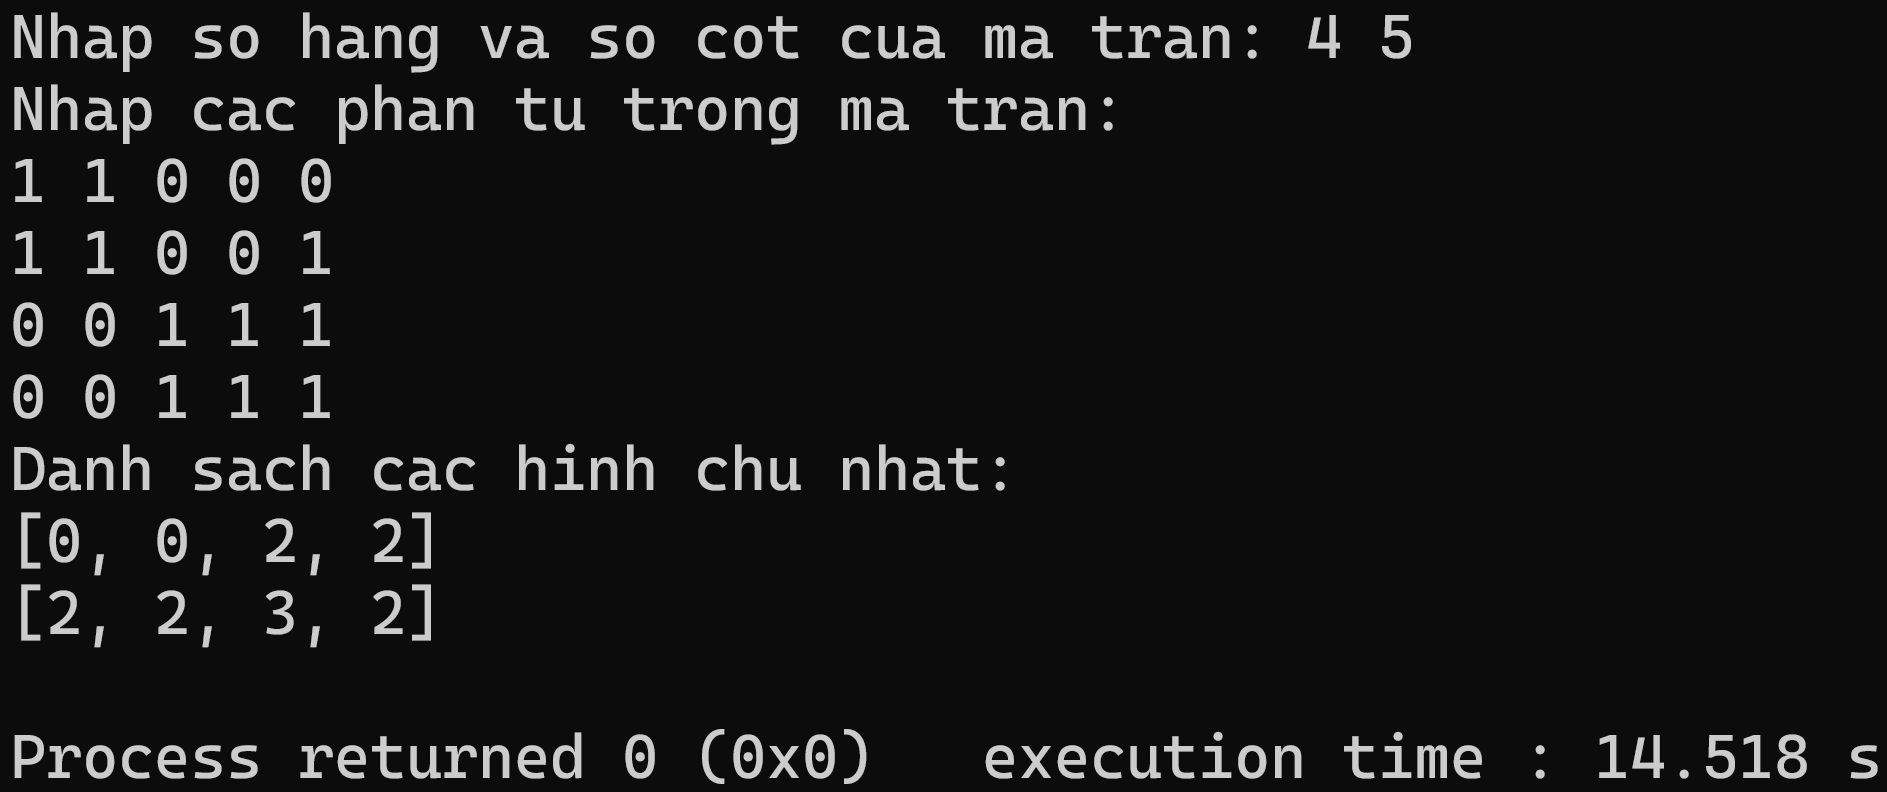 Nhap so hang va so cot cua ma tran: 4 5
Nhap cac phan tu trong ma tran:
1 1 0 0 0
1 1 0 0 1
0 0 1 1 1
0 0 1 1 1
Danh sach cac hinh chu nhat:
[0, 0, 2, 2]
[2, 2, 3, 2]
Process returned 0 (0x0)   execution time : 14.518 s